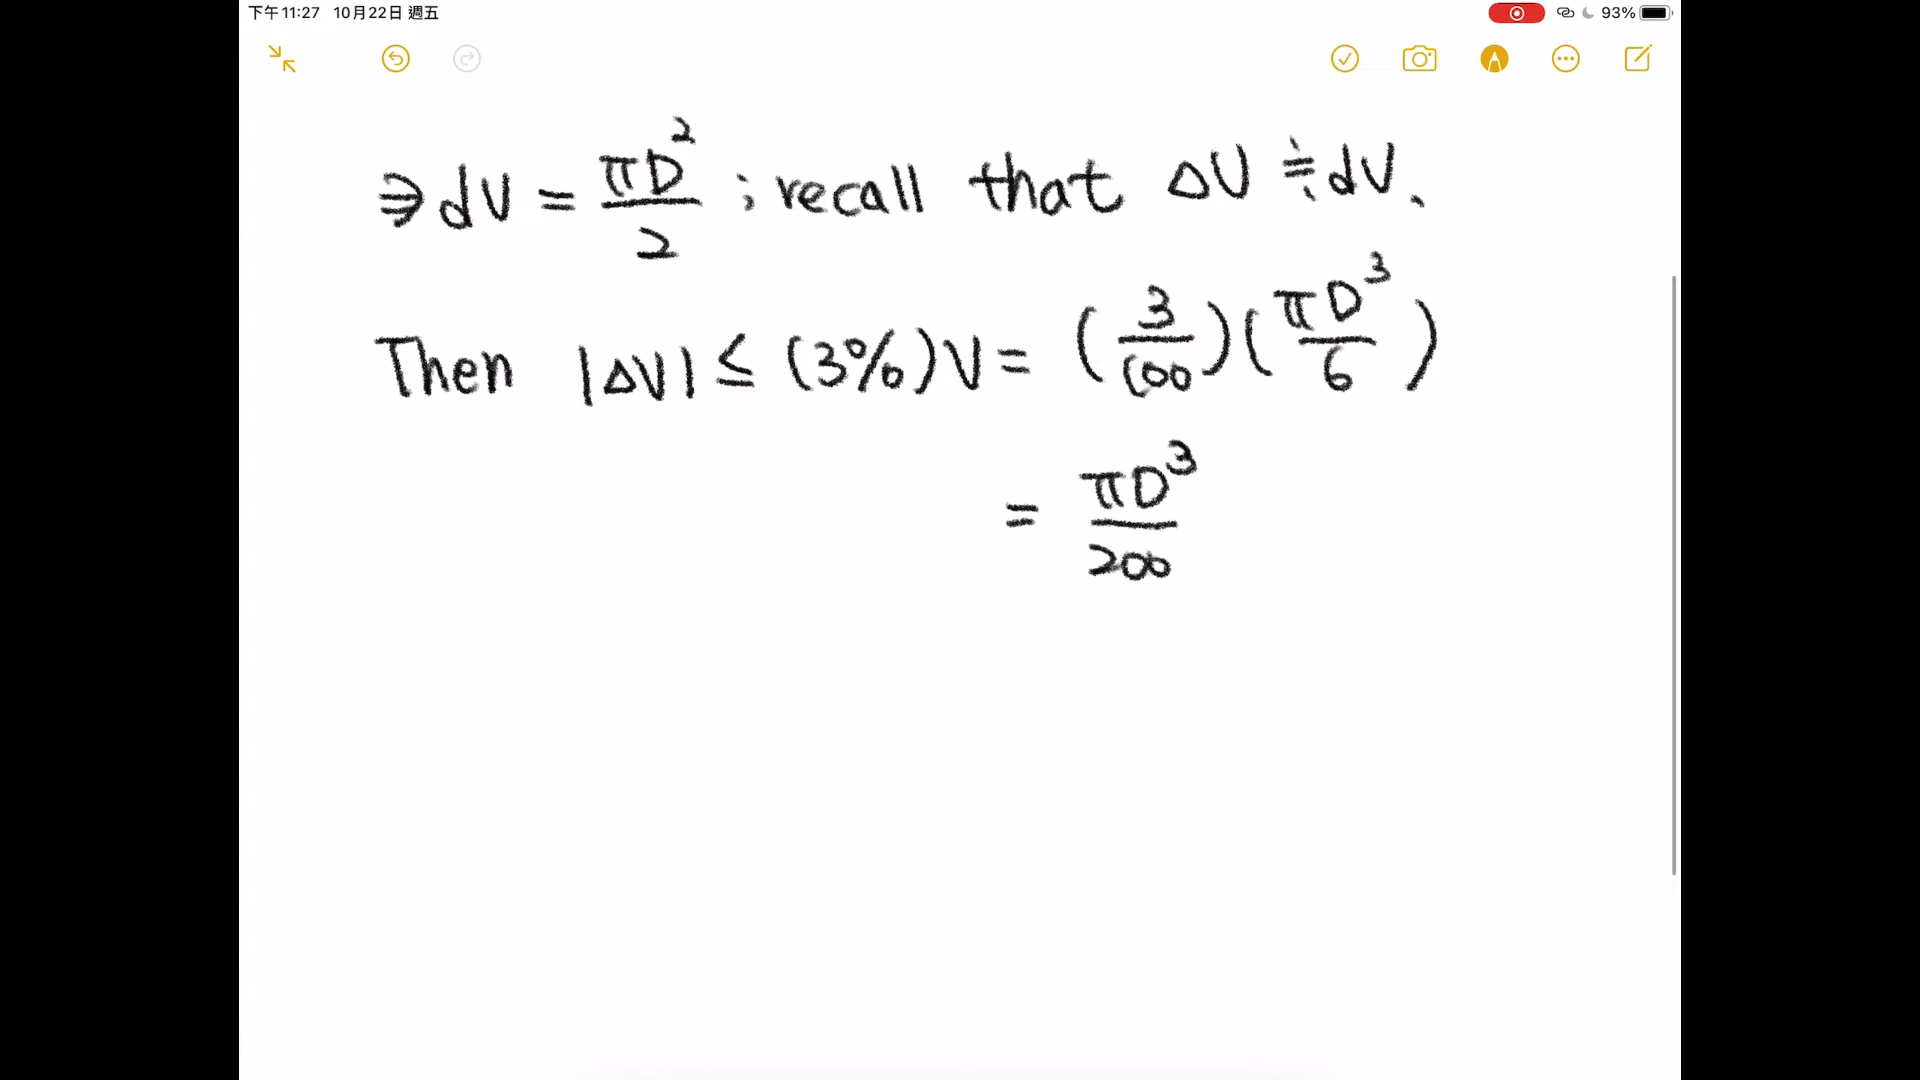 下午11:27 10月22日 週五 93%
⇒ dV = πD²/2 ; recall that ΔV ≒ dV.
Then |ΔV| ≤ (3%)V = (3/100)(πD³/6)
= πD³/200